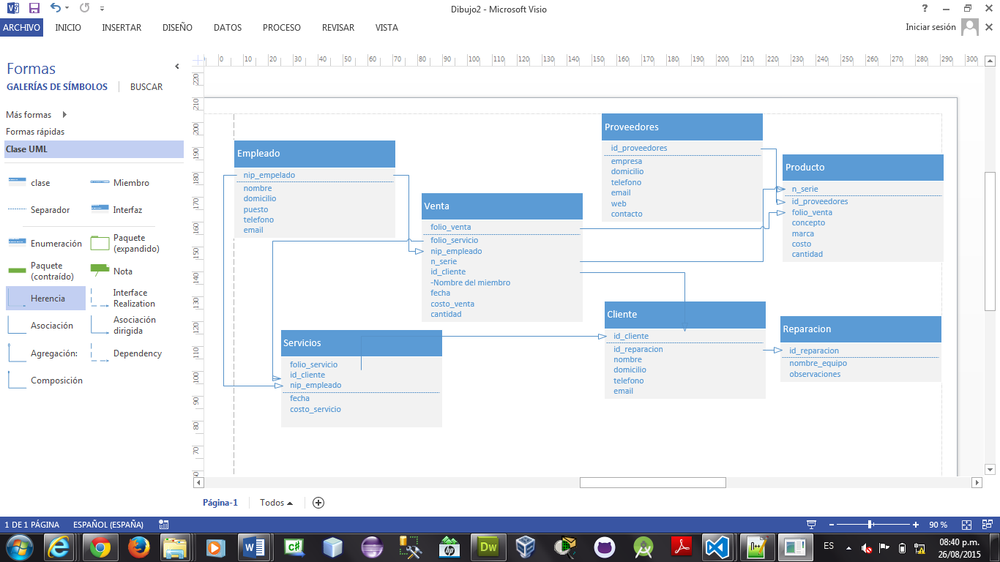 Dibujo2 - Microsoft Visio
ARCHIVO INICIO INSERTAR DISEÑO DATOS PROCESO REVISAR VISTA
Iniciar sesión
Formas
GALERÍAS DE SÍMBOLOS BUSCAR
Más formas
Formas rápidas
Clase UML
clase Miembro
Separador Interfaz
Enumeración Paquete (expandido)
Paquete (contraído) Nota
Herencia Interface Realization
Asociación Asociación dirigida
Agregación: Dependency
Composición
0 10 20 30 40 50 60 70 80 90 100 110 120 130 140 150 160 170 180 190 200 210 220 230 240 250 260 270 280 290 300
220
210
200
190
180
170
160
150
140
130
120
110
100
90
80
70
Empleado
nip_empelado
nombre
domicilio
puesto
telefono
email
Venta
folio_venta
folio_servicio
nip_empleado
n_serie
id_cliente
-Nombre del miembro
fecha
costo_venta
cantidad
Proveedores
id_proveedores
empresa
domicilio
telefono
email
web
contacto
Producto
n_serie
id_proveedores
folio_venta
concepto
marca
costo
cantidad
Servicios
folio_servicio
id_cliente
nip_empleado
fecha
costo_servicio
Cliente
id_cliente
id_reparacion
nombre
domicilio
telefono
email
Reparacion
id_reparacion
nombre_equipo
observaciones
Página-1 Todos
1 DE 1 PÁGINA ESPAÑOL (ESPAÑA)
90 %
ES
08:40 p.m.
26/08/2015